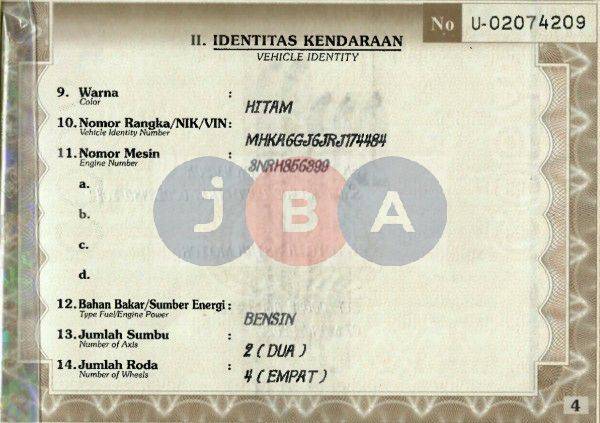 No U-02074209
II. IDENTITAS KENDARAAN
VEHICLE IDENTITY
9. Warna : HITAM
Color
10. Nomor Rangka/NIK/VIN: MHKA6GJ6JRJ174484
Vehicle Identity Number
11. Nomor Mesin : 3NRH856899
Engine Number
a.
b.
c.
d.
JBA
12. Bahan Bakar/Sumber Energi : BENSIN
Type Fuel/Engine Power
13. Jumlah Sumbu : 2 ( DUA )
Number of Axis
14. Jumlah Roda : 4 ( EMPAT )
Number of Wheels
4